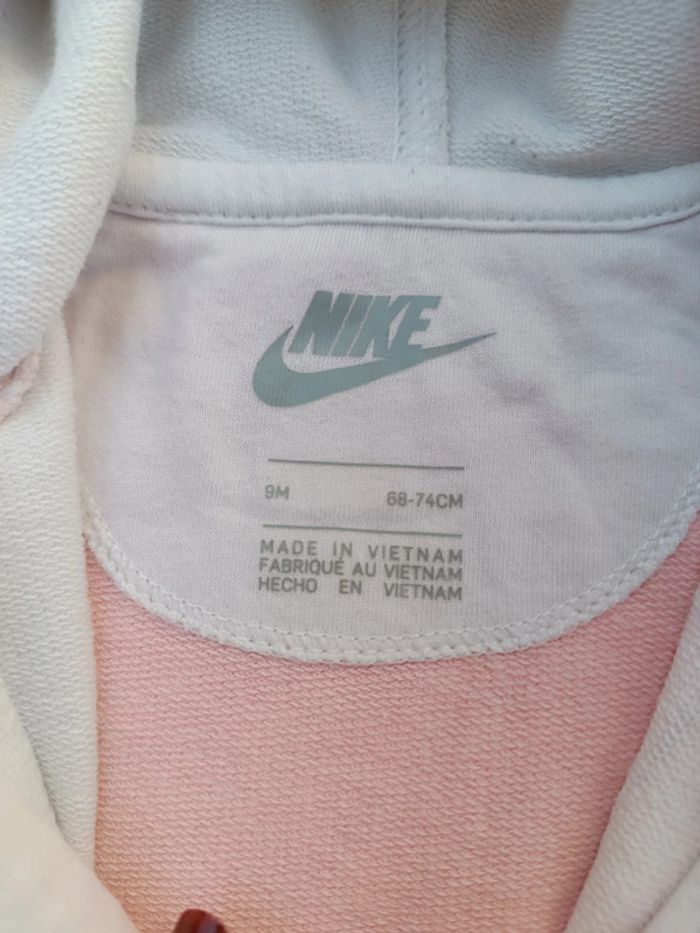 NIKE
9M 68-74CM
MADE IN VIETNAM
FABRIQUÉ AU VIETNAM
HECHO EN VIETNAM